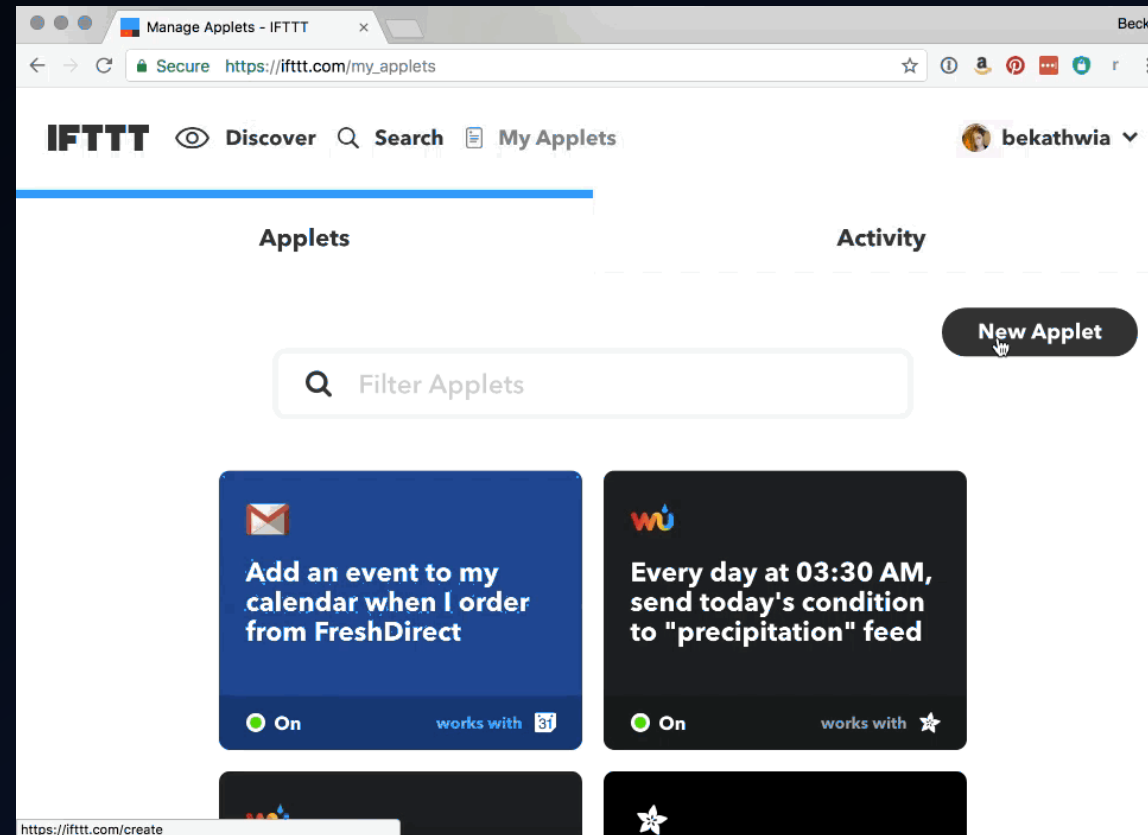 Manage Applets - IFTTT
Beck
Secure https://ifttt.com/my_applets
IFTTT Discover Search My Applets bekathwia
Applets Activity
New Applet
Filter Applets
Add an event to my
calendar when I order
from FreshDirect
On works with 31
Every day at 03:30 AM,
send today's condition
to "precipitation" feed
On works with
https://ifttt.com/create